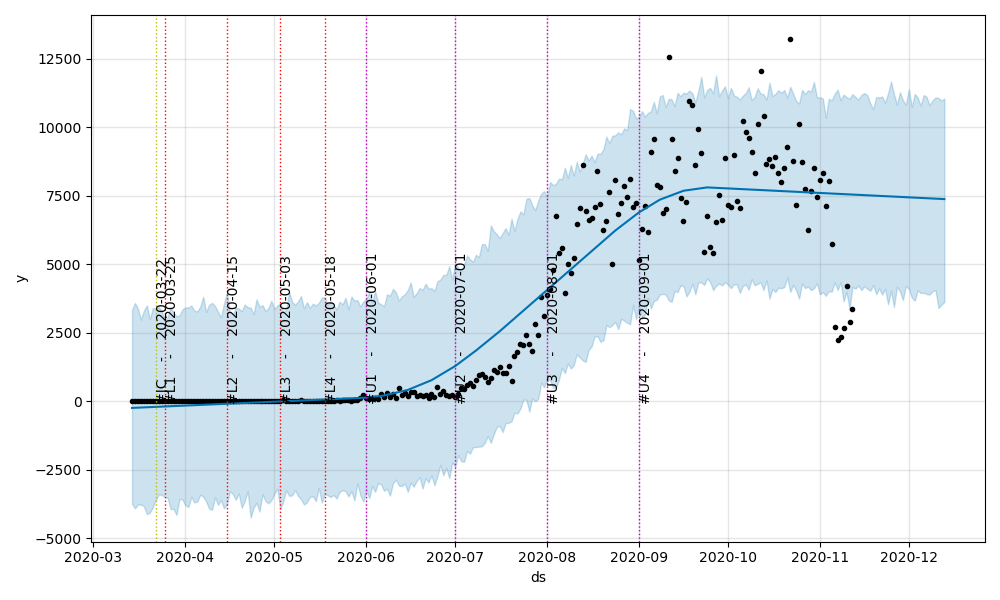 12500
10000
7500
5000
2500
0
−2500
−5000
y
#JC - 2020-03-22
#L1 - 2020-03-25
#L2 - 2020-04-15
#L3 - 2020-05-03
#L4 - 2020-05-18
#U1 - 2020-06-01
#U2 - 2020-07-01
#U3 - 2020-08-01
#U4 - 2020-09-01
2020-03 2020-04 2020-05 2020-06 2020-07 2020-08 2020-09 2020-10 2020-11 2020-12
ds